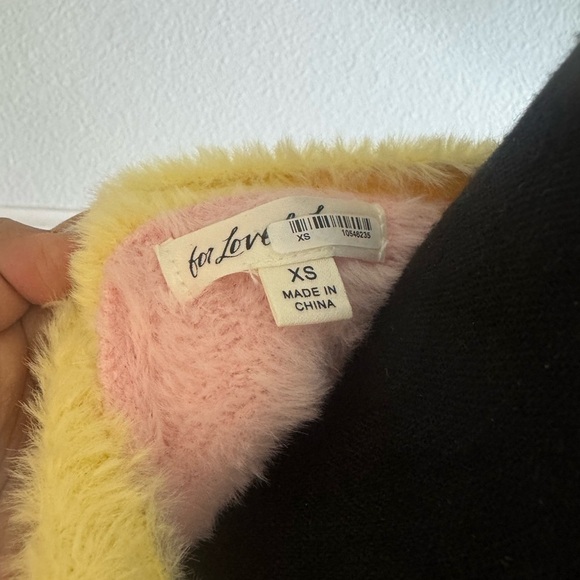 for Love
XS 10546235
XS
MADE IN
CHINA